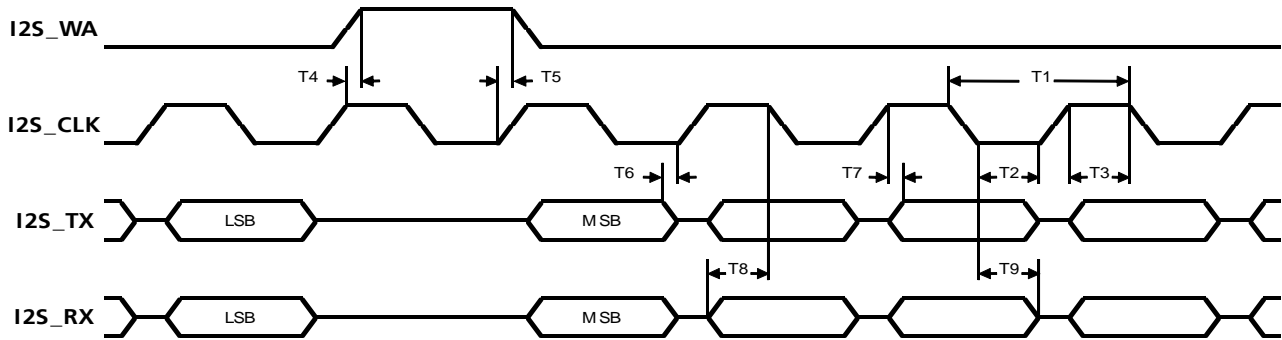 I2S_WA
T4
T5
T1
I2S_CLK
T6
T7
T2
T3
I2S_TX
LSB
MSB
T8
T9
I2S_RX
LSB
MSB